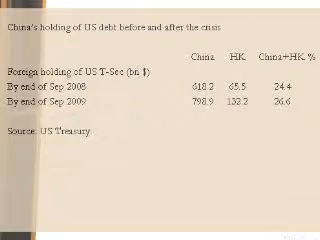 China's holding of US debt before and after the crisis
China HK China+HK %
Foreign holding of US T-Sec (bn $)
By end of Sep 2008 618.2 65.5 24.4
By end of Sep 2009 798.9 132.2 26.6
Source: US Treasury